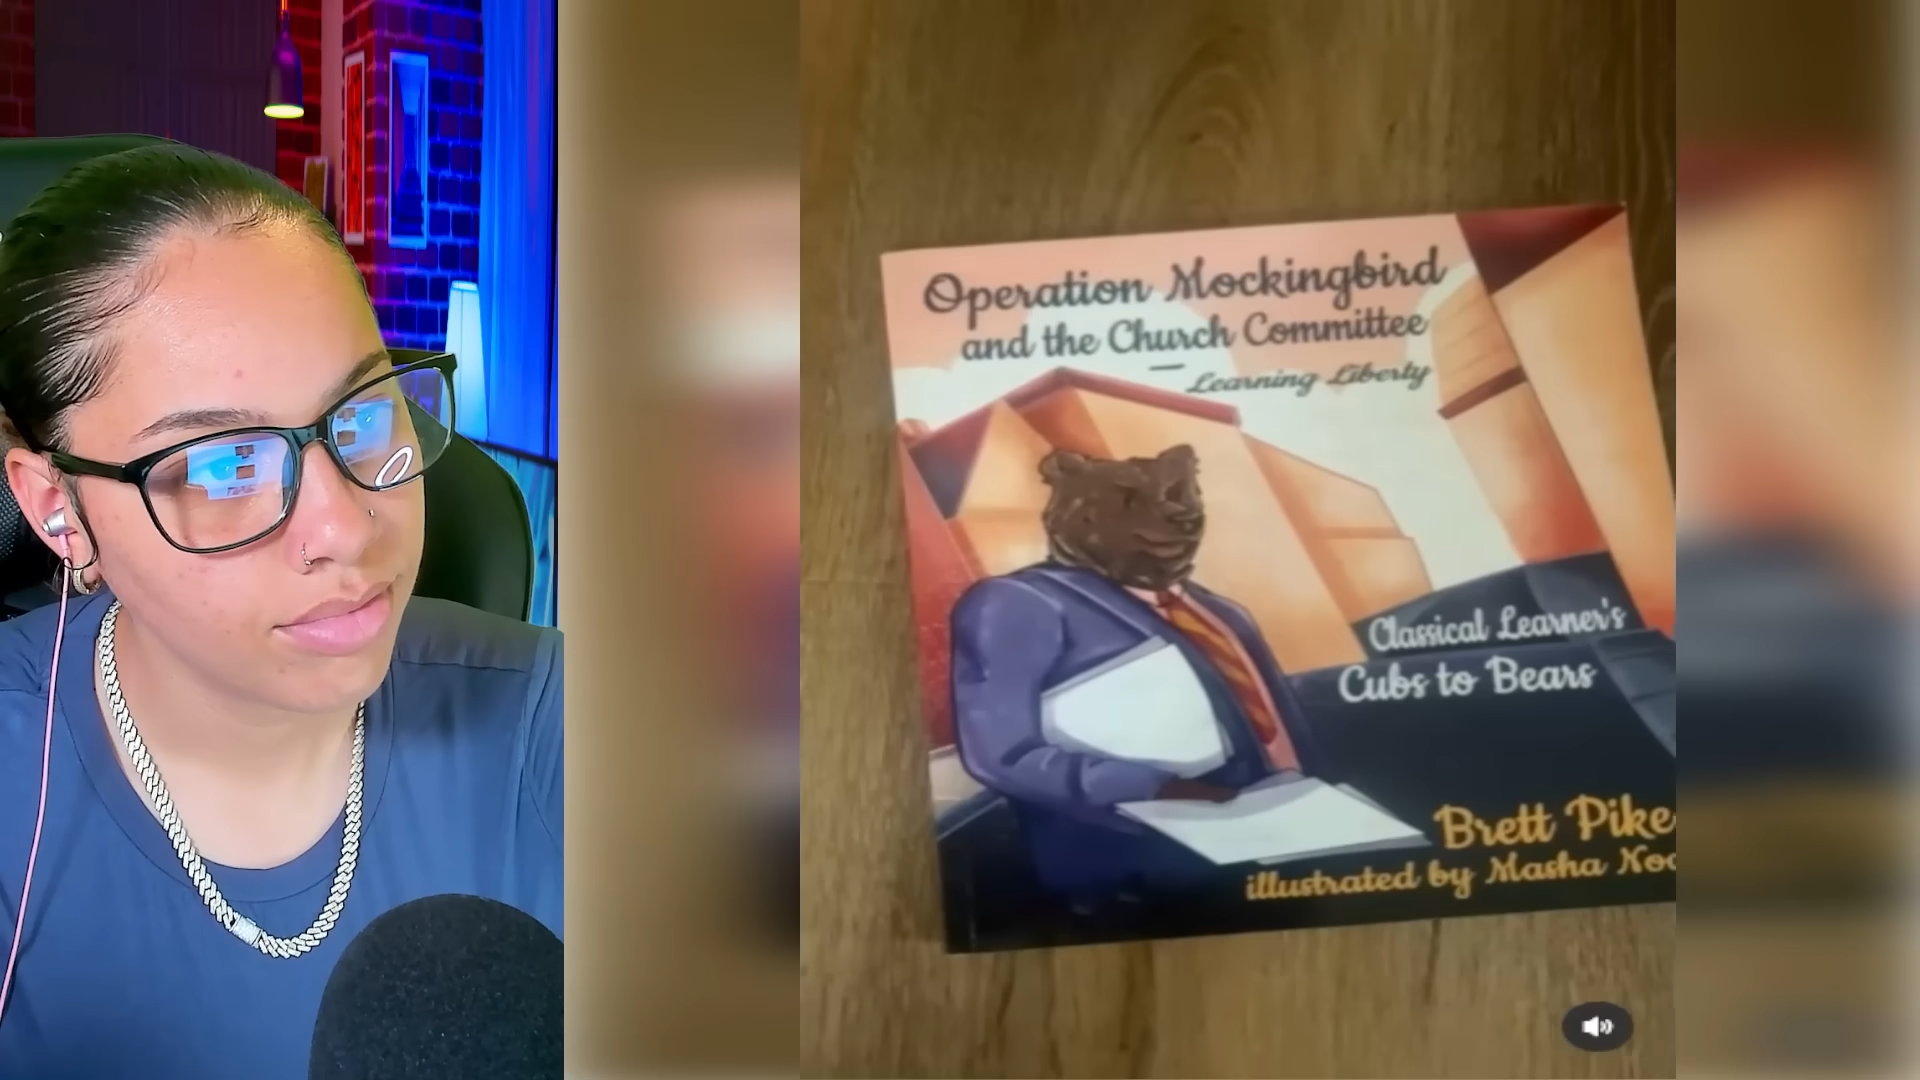 Operation Mockingbird
and the Church Committee
— Learning Liberty
Classical Learner's
Cubs to Bears
Brett Pike
illustrated by Masha